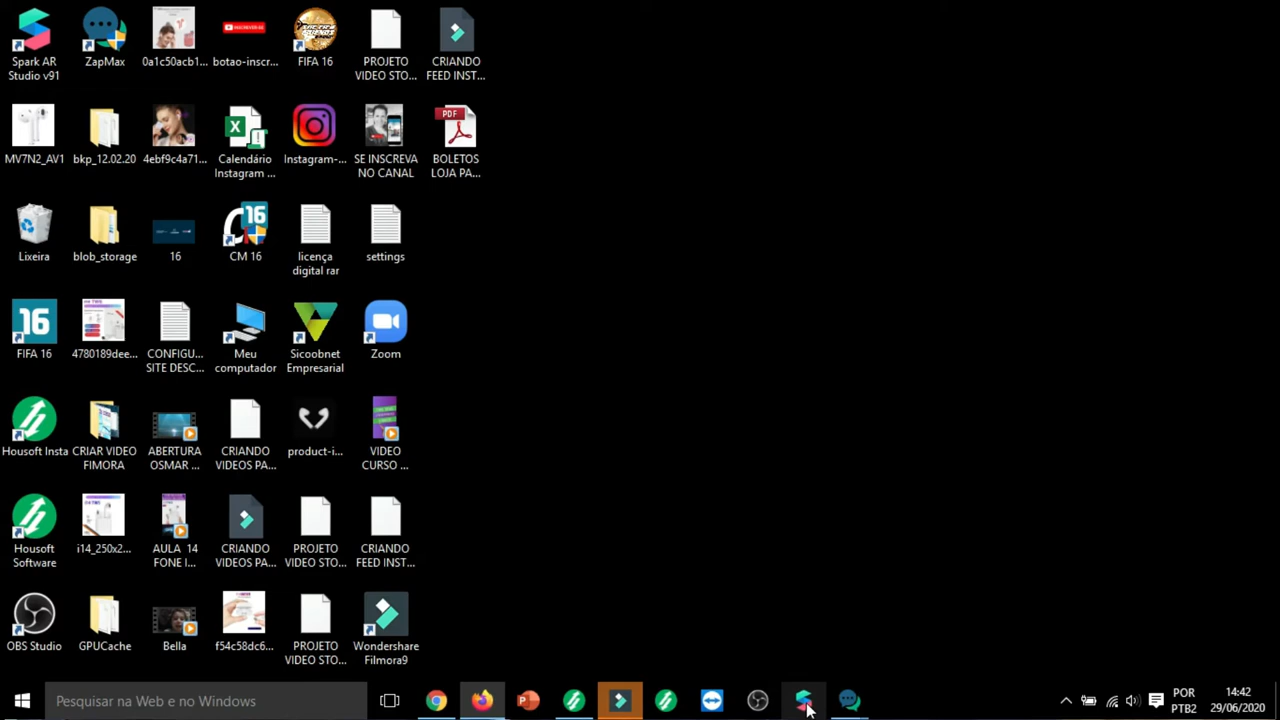 Spark AR
Studio v91
ZapMax
0a1c50acb1...
botao-inscr...
FIFA 16
PROJETO
VIDEO STO...
CRIANDO
FEED INST...
MV7N2_AV1
bkp_12.02.20
4ebf9c4a71...
Calendário
Instagram ...
Instagram-...
SE INSCREVA
NO CANAL
PDF
BOLETOS
LOJA PA...
Lixeira
blob_storage
16
16
CM 16
licença
digital rar
settings
16
FIFA 16
4780189dee...
CONFIGU...
SITE DESC...
Meu
computador
Sicoobnet
Empresarial
Zoom
Housoft Insta
CRIAR VIDEO
FIMORA
ABERTURA
OSMAR ...
CRIANDO
VIDEOS PA...
product-i...
VIDEO
CURSO ...
Housoft
Software
i14_250x2...
AULA 14
FONE I...
CRIANDO
VIDEOS PA...
PROJETO
VIDEO STO...
CRIANDO
FEED INST...
OBS Studio
GPUCache
Bella
f54c58dc6...
PROJETO
VIDEO STO...
Wondershare
Filmora9
Pesquisar na Web e no Windows
POR
PTB2
14:42
29/06/2020